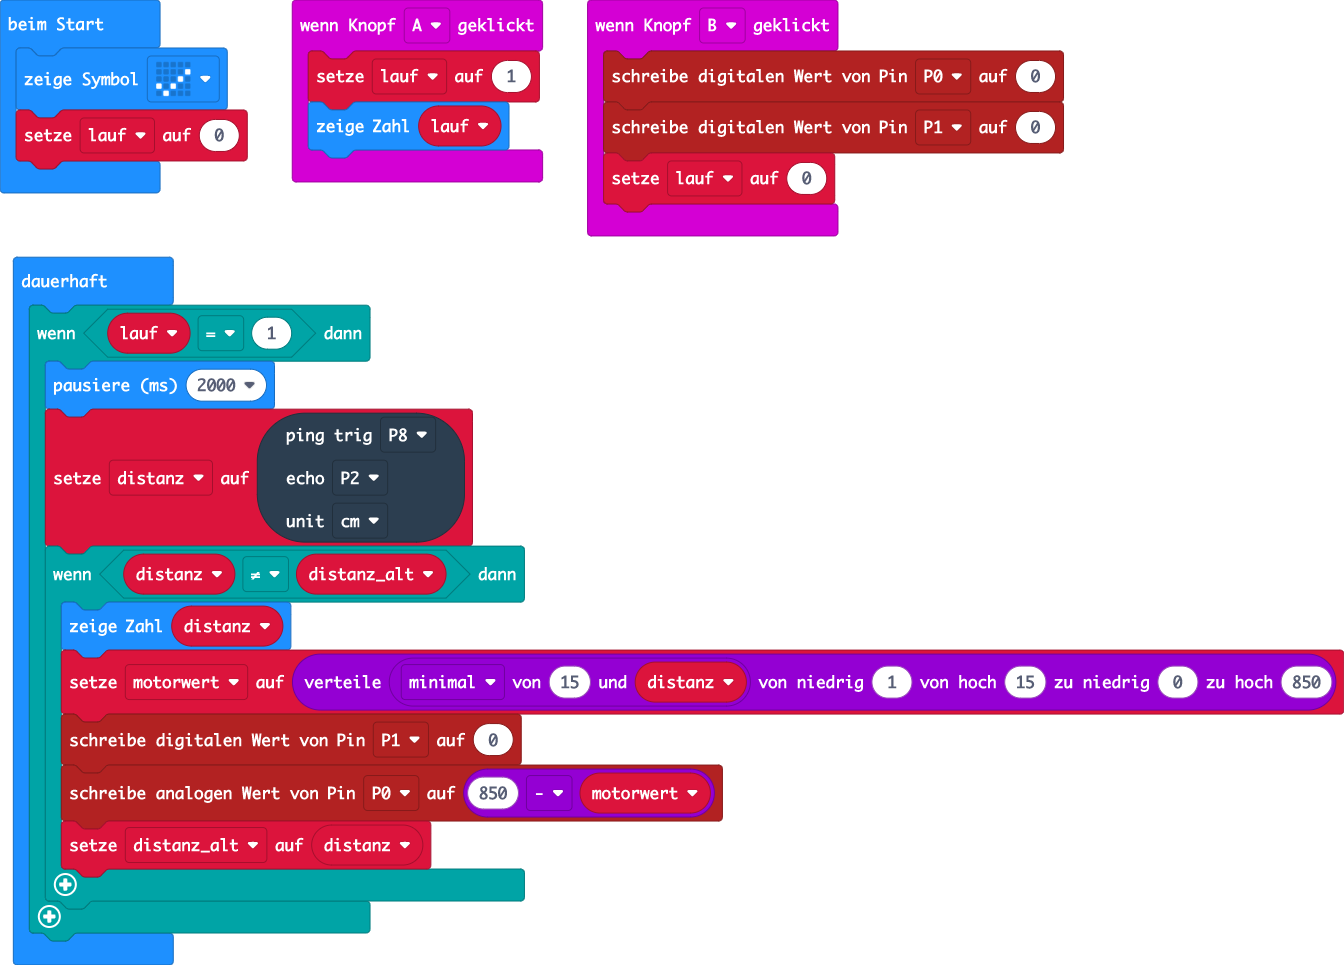 beim Start
zeige Symbol
setze lauf auf 0
wenn Knopf A geklickt
setze lauf auf 1
zeige Zahl lauf
wenn Knopf B geklickt
schreibe digitalen Wert von Pin P0 auf 0
schreibe digitalen Wert von Pin P1 auf 0
setze lauf auf 0
dauerhaft
wenn lauf = 1 dann
pausiere (ms) 2000
setze distanz auf
ping trig P8
echo P2
unit cm
wenn distanz ≠ distanz_alt dann
zeige Zahl distanz
setze motorwert auf verteile minimal von 15 und distanz von niedrig 1 von hoch 15 zu niedrig 0 zu hoch 850
schreibe digitalen Wert von Pin P1 auf 0
schreibe analogen Wert von Pin P0 auf 850 - motorwert
setze distanz_alt auf distanz